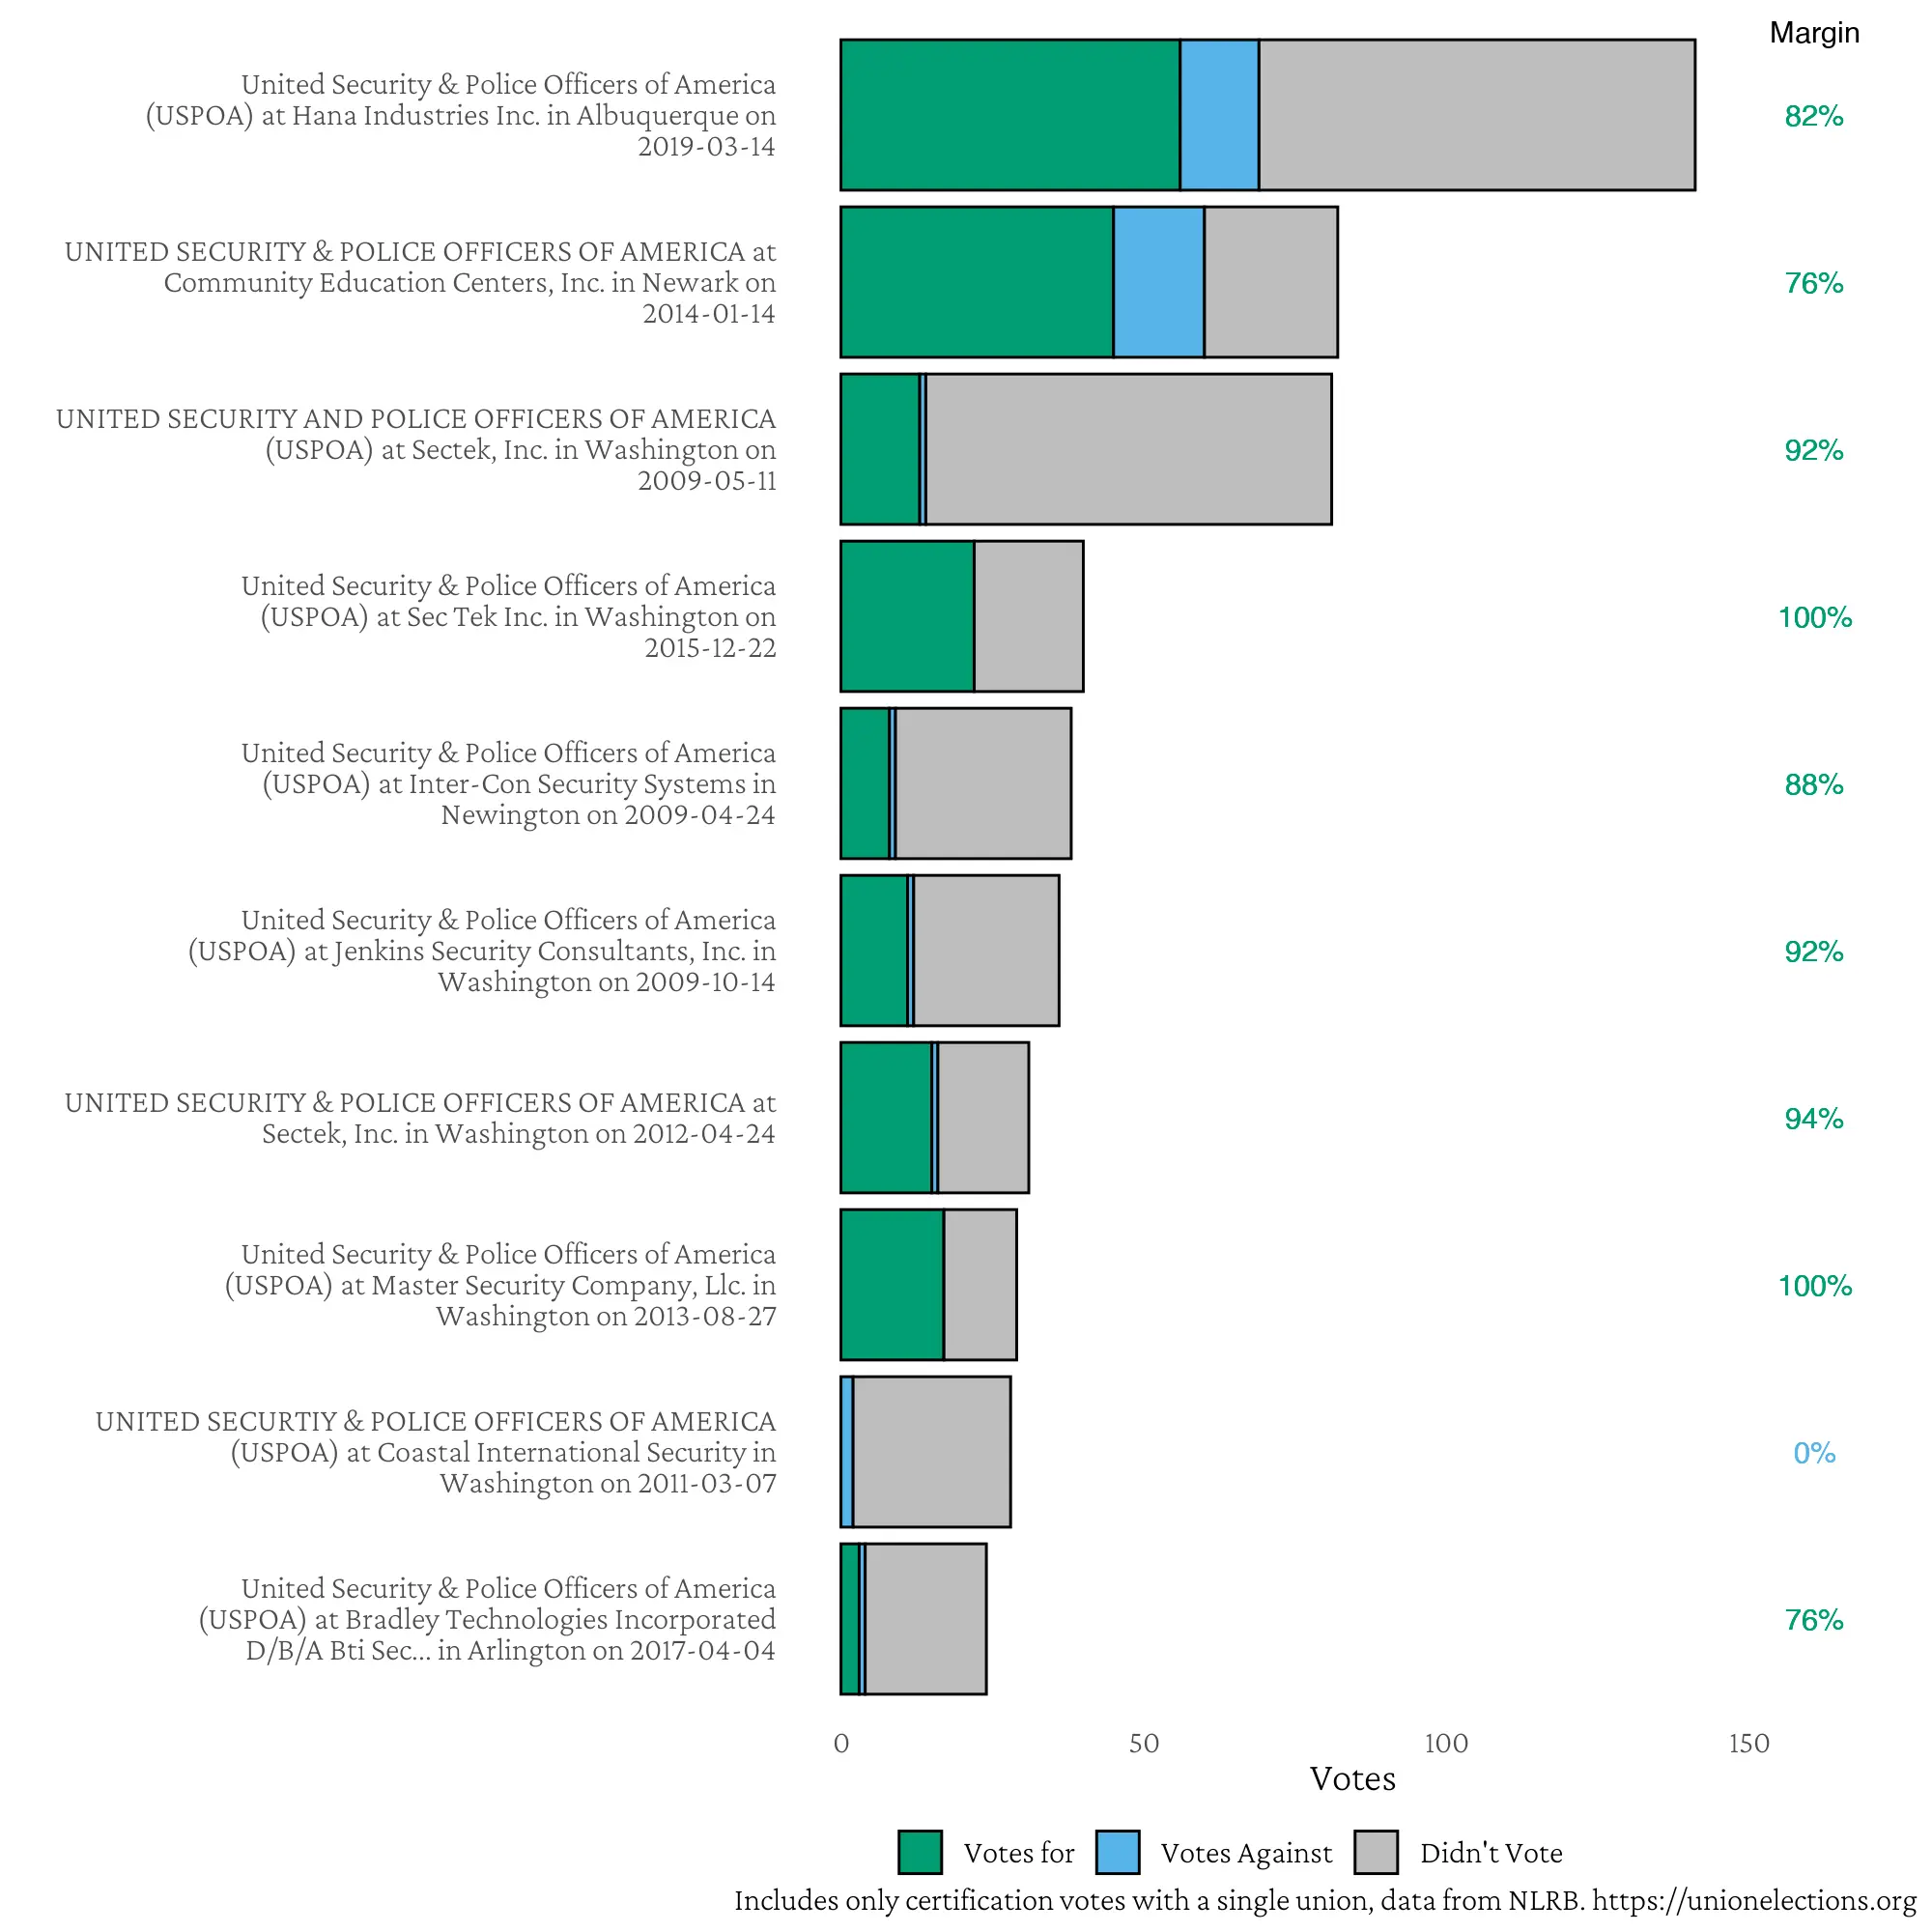 Margin
United Security & Police Officers of America
(USPOA) at Hana Industries Inc. in Albuquerque on
2019-03-14
82%
UNITED SECURITY & POLICE OFFICERS OF AMERICA at
Community Education Centers, Inc. in Newark on
2014-01-14
76%
UNITED SECURITY AND POLICE OFFICERS OF AMERICA
(USPOA) at Sectek, Inc. in Washington on
2009-05-11
92%
United Security & Police Officers of America
(USPOA) at Sec Tek Inc. in Washington on
2015-12-22
100%
United Security & Police Officers of America
(USPOA) at Inter-Con Security Systems in
Newington on 2009-04-24
88%
United Security & Police Officers of America
(USPOA) at Jenkins Security Consultants, Inc. in
Washington on 2009-10-14
92%
UNITED SECURITY & POLICE OFFICERS OF AMERICA at
Sectek, Inc. in Washington on 2012-04-24
94%
United Security & Police Officers of America
(USPOA) at Master Security Company, Llc. in
Washington on 2013-08-27
100%
UNITED SECURTIY & POLICE OFFICERS OF AMERICA
(USPOA) at Coastal International Security in
Washington on 2011-03-07
0%
United Security & Police Officers of America
(USPOA) at Bradley Technologies Incorporated
D/B/A Bti Sec... in Arlington on 2017-04-04
76%
0 50 100 150
Votes
Votes for Votes Against Didn't Vote
Includes only certification votes with a single union, data from NLRB. https://unionelections.org